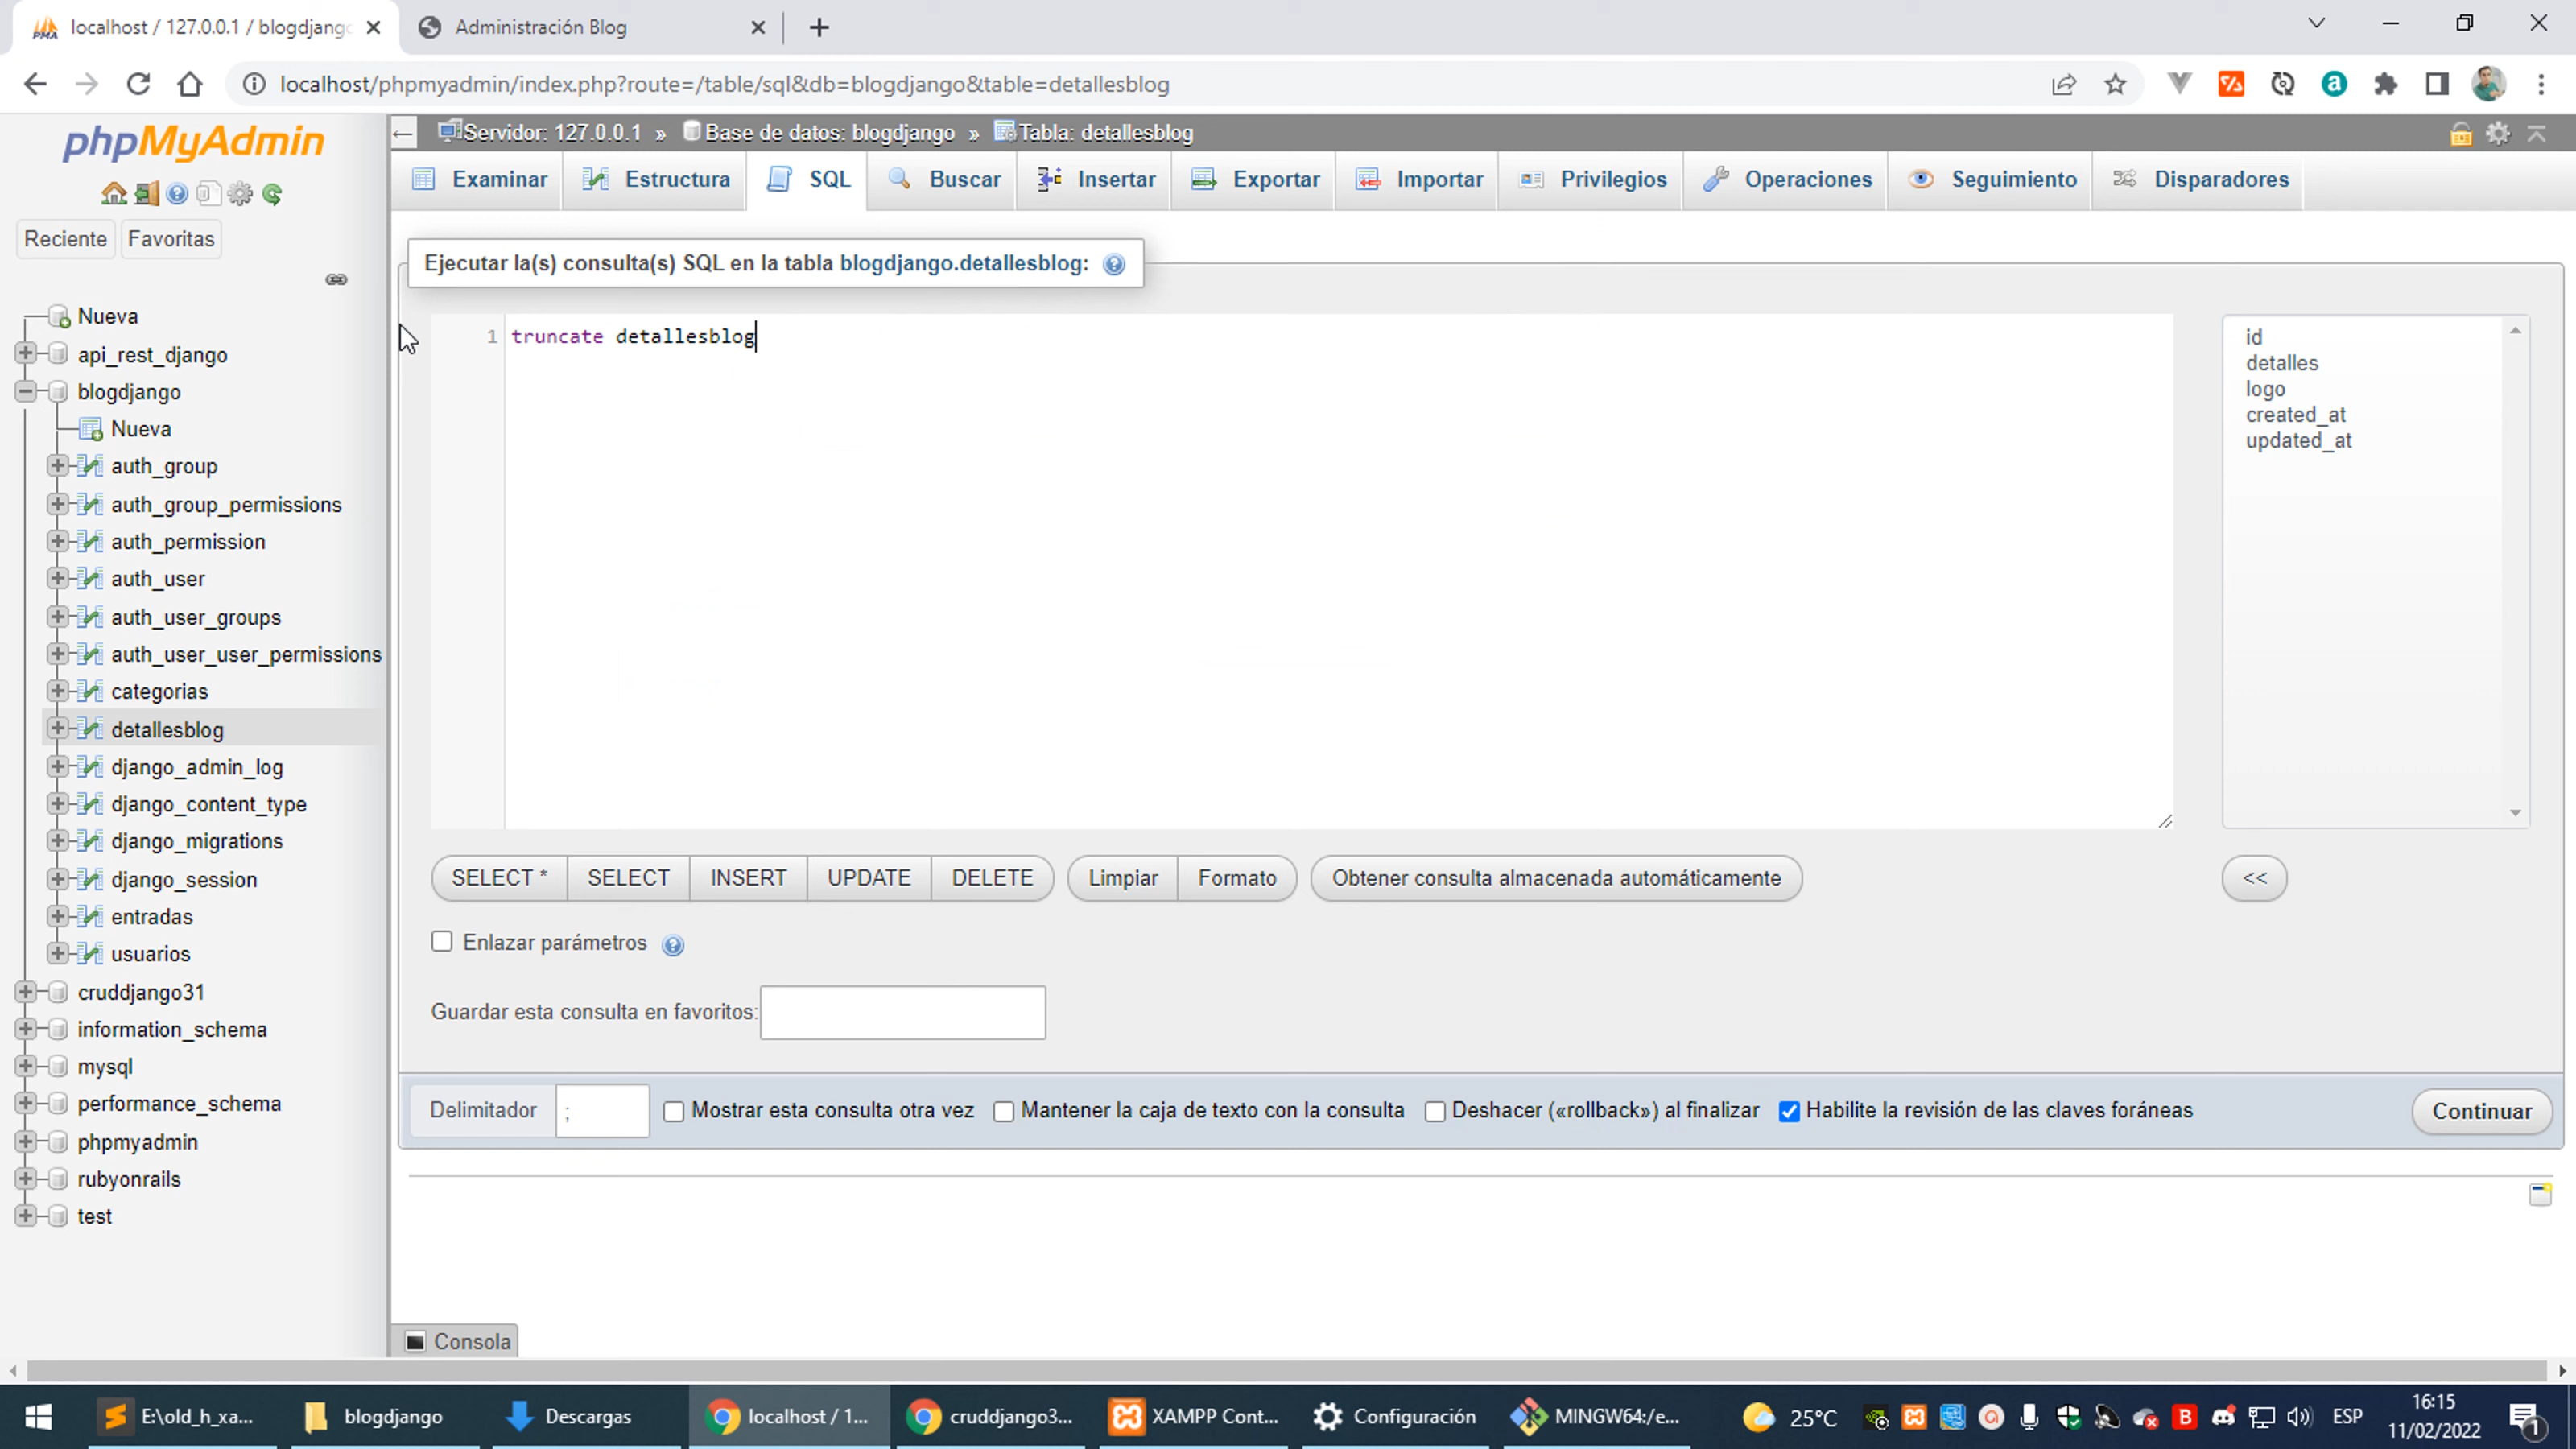 localhost / 127.0.0.1 / blogdjango
Administración Blog
localhost/phpmyadmin/index.php?route=/table/sql&db=blogdjango&table=detallesblog
phpMyAdmin
Reciente
Favoritas
Nueva
api_rest_django
blogdjango
Nueva
auth_group
auth_group_permissions
auth_permission
auth_user
auth_user_groups
auth_user_user_permissions
categorias
detallesblog
django_admin_log
django_content_type
django_migrations
django_session
entradas
usuarios
cruddjango31
information_schema
mysql
performance_schema
phpmyadmin
rubyonrails
test
Servidor: 127.0.0.1 » Base de datos: blogdjango » Tabla: detallesblog
Examinar
Estructura
SQL
Buscar
Insertar
Exportar
Importar
Privilegios
Operaciones
Seguimiento
Disparadores
Ejecutar la(s) consulta(s) SQL en la tabla blogdjango.detallesblog:
1 truncate detallesblog
id
detalles
logo
created_at
updated_at
SELECT *
SELECT
INSERT
UPDATE
DELETE
Limpiar
Formato
Obtener consulta almacenada automáticamente
<<
Enlazar parámetros
Guardar esta consulta en favoritos:
Delimitador ;
Mostrar esta consulta otra vez
Mantener la caja de texto con la consulta
Deshacer («rollback») al finalizar
Habilite la revisión de las claves foráneas
Continuar
Consola
E:\old_h_xa...
blogdjango
Descargas
localhost / 1...
cruddjango3...
XAMPP Cont...
Configuración
MINGW64:/e...
25°C
ESP
16:15
11/02/2022
1